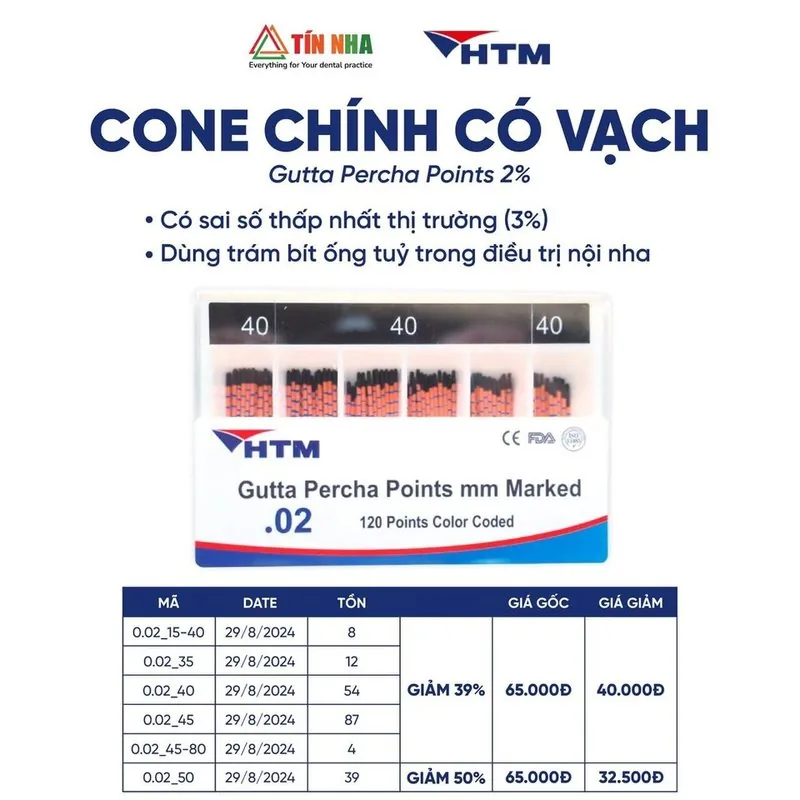 TÍN NHA
Everything for Your dental practice
HTM
CONE CHÍNH CÓ VẠCH
Gutta Percha Points 2%
• Có sai số thấp nhất thị trường (3%)
• Dùng trám bít ống tuỷ trong điều trị nội nha
40 40 40
HTM
CE FDA ISO
Gutta Percha Points mm Marked
.02 120 Points Color Coded
MÃ DATE TỒN GIÁ GỐC GIÁ GIẢM
0.02_15-40 29/8/2024 8
0.02_35 29/8/2024 12
0.02_40 29/8/2024 54 GIẢM 39% 65.000Đ 40.000Đ
0.02_45 29/8/2024 87
0.02_45-80 29/8/2024 4
0.02_50 29/8/2024 39 GIẢM 50% 65.000Đ 32.500Đ